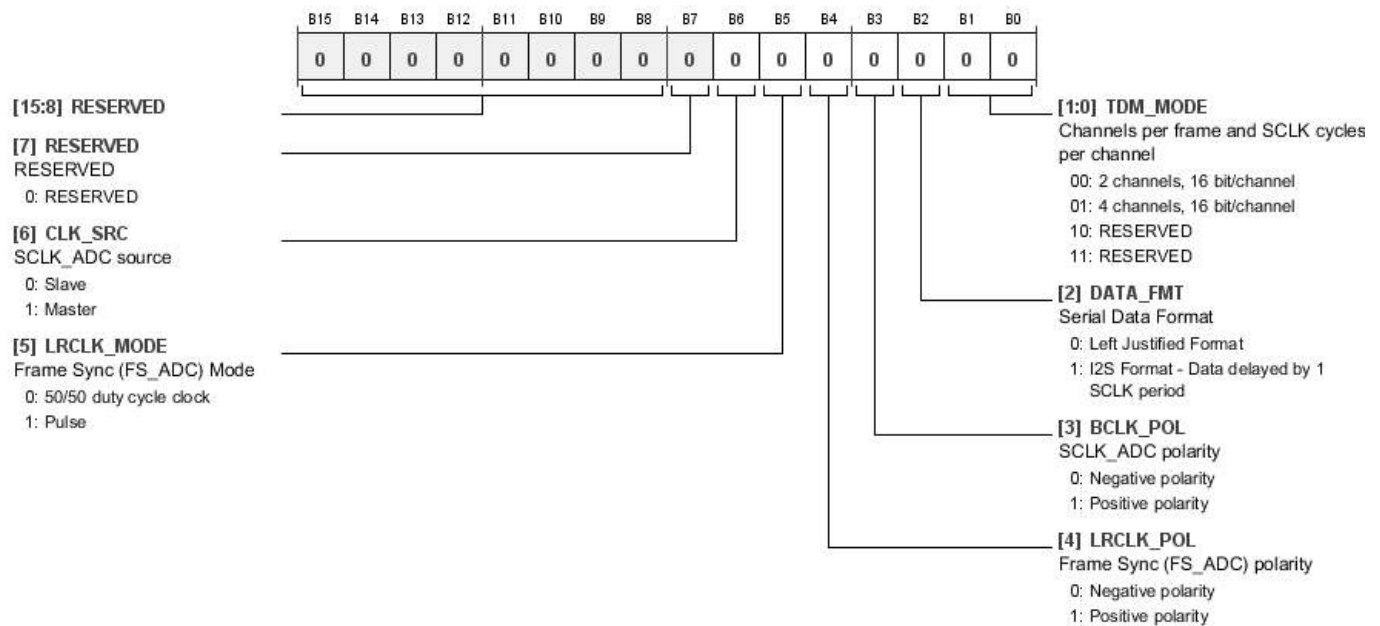 B15 B14 B13 B12 B11 B10 B9 B8 B7 B6 B5 B4 B3 B2 B1 B0
0 0 0 0 0 0 0 0 0 0 0 0 0 0 0 0
[15:8] RESERVED
[7] RESERVED
RESERVED
0: RESERVED
[6] CLK_SRC
SCLK_ADC source
0: Slave
1: Master
[5] LRCLK_MODE
Frame Sync (FS_ADC) Mode
0: 50/50 duty cycle clock
1: Pulse
[1:0] TDM_MODE
Channels per frame and SCLK cycles
per channel
00: 2 channels, 16 bit/channel
01: 4 channels, 16 bit/channel
10: RESERVED
11: RESERVED
[2] DATA_FMT
Serial Data Format
0: Left Justified Format
1: I2S Format - Data delayed by 1
SCLK period
[3] BCLK_POL
SCLK_ADC polarity
0: Negative polarity
1: Positive polarity
[4] LRCLK_POL
Frame Sync (FS_ADC) polarity
0: Negative polarity
1: Positive polarity